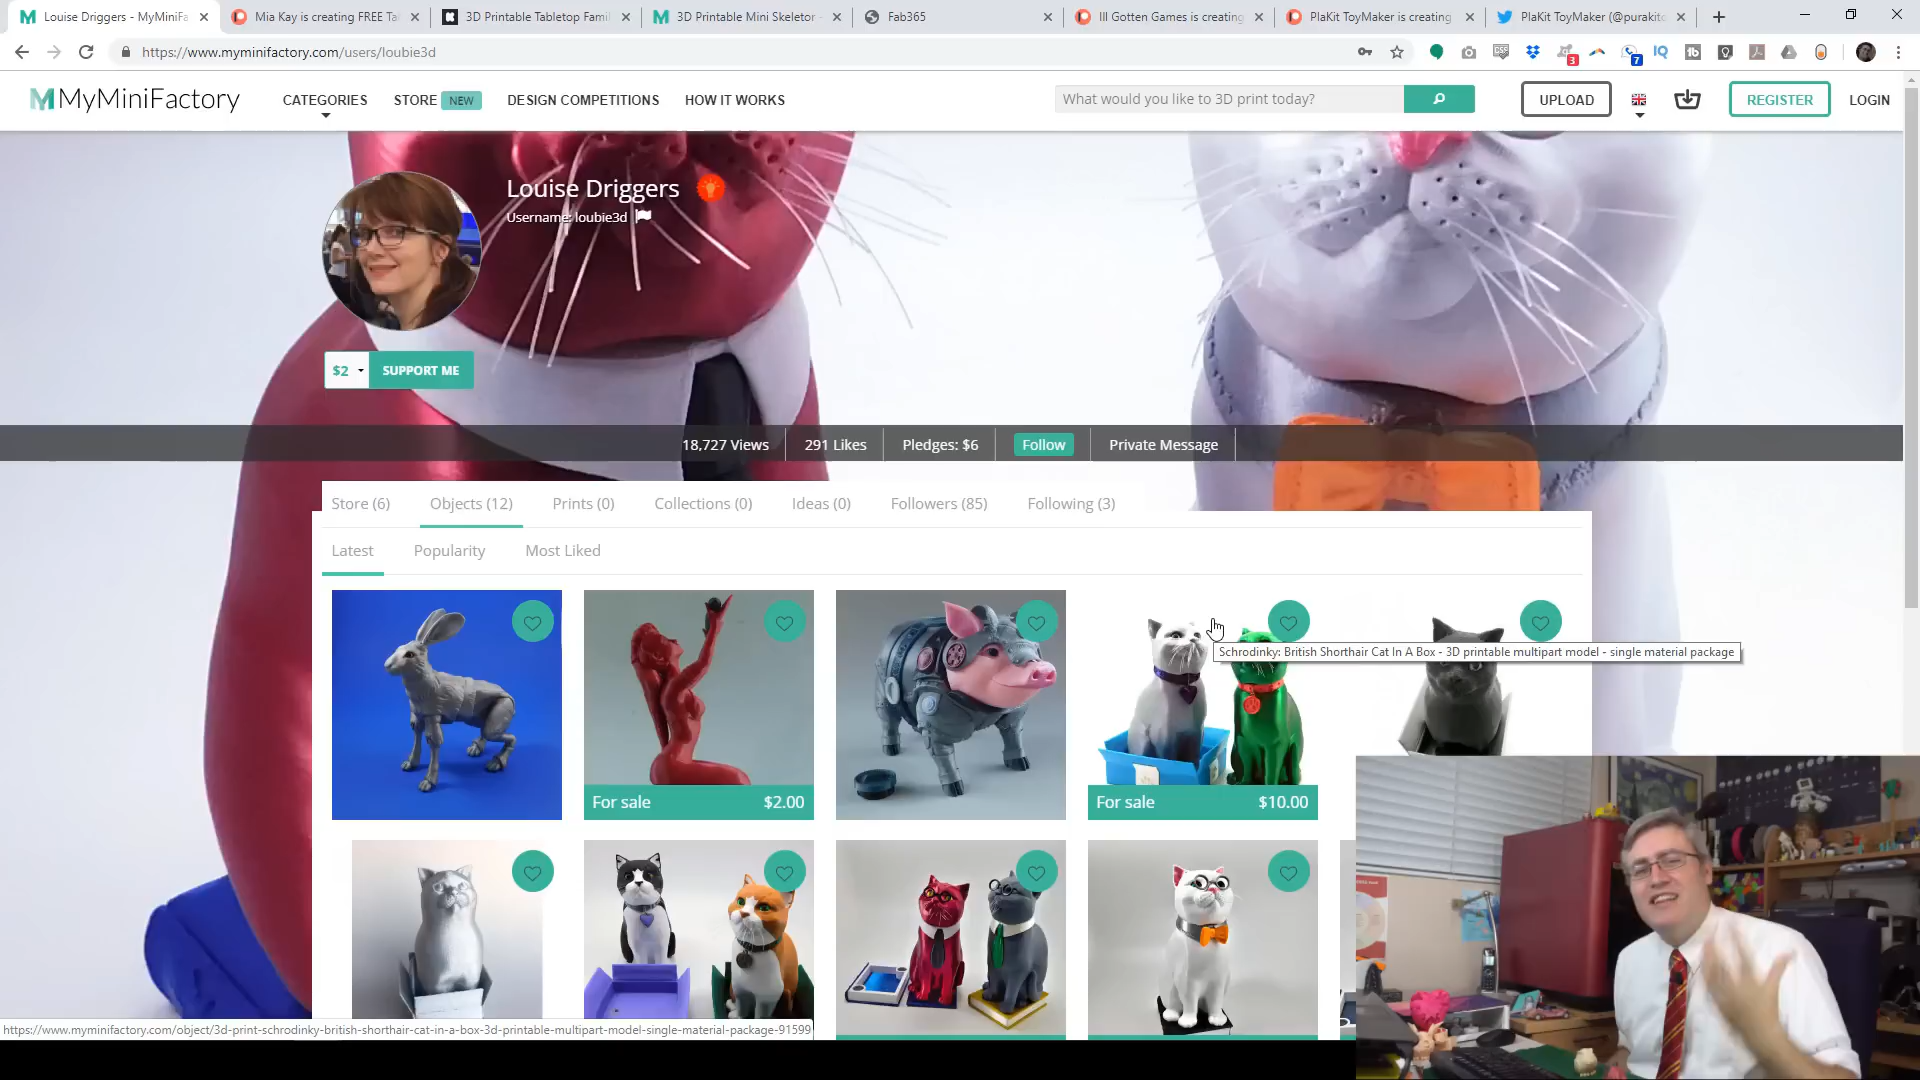 Louise Driggers - MyMiniFa
Mia Kay is creating FREE Tab
3D Printable Tabletop Famil
3D Printable Mini Skeletor -
Fab365
Ill Gotten Games is creating
PlaKit ToyMaker is creating
PlaKit ToyMaker (@purakito
https://www.myminifactory.com/users/loubie3d
3
7
MyMiniFactory
CATEGORIES
STORE NEW
DESIGN COMPETITIONS
HOW IT WORKS
What would you like to 3D print today?
UPLOAD
REGISTER
LOGIN
Louise Driggers
Username: loubie3d
$2
SUPPORT ME
18,727 Views
291 Likes
Pledges: $6
Follow
Private Message
Store (6)
Objects (12)
Prints (0)
Collections (0)
Ideas (0)
Followers (85)
Following (3)
Latest
Popularity
Most Liked
Schrodinky: British Shorthair Cat In A Box - 3D printable multipart model - single material package
For sale $2.00
For sale $10.00
https://www.myminifactory.com/object/3d-print-schrodinky-british-shorthair-cat-in-a-box-3d-printable-multipart-model-single-material-package-91599